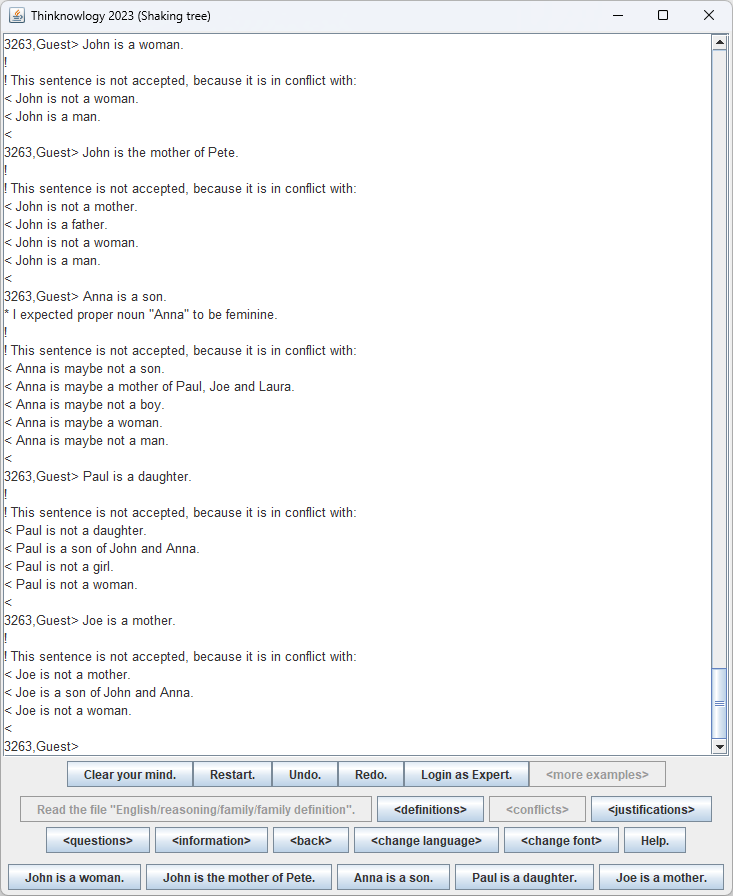 Thinknowlogy 2023 (Shaking tree)
3263,Guest> John is a woman.
!
! This sentence is not accepted, because it is in conflict with:
< John is not a woman.
< John is a man.
<
3263,Guest> John is the mother of Pete.
!
! This sentence is not accepted, because it is in conflict with:
< John is not a mother.
< John is a father.
< John is not a woman.
< John is a man.
<
3263,Guest> Anna is a son.
* I expected proper noun "Anna" to be feminine.
!
! This sentence is not accepted, because it is in conflict with:
< Anna is maybe not a son.
< Anna is maybe a mother of Paul, Joe and Laura.
< Anna is maybe not a boy.
< Anna is maybe a woman.
< Anna is maybe not a man.
<
3263,Guest> Paul is a daughter.
!
! This sentence is not accepted, because it is in conflict with:
< Paul is not a daughter.
< Paul is a son of John and Anna.
< Paul is not a girl.
< Paul is not a woman.
<
3263,Guest> Joe is a mother.
!
! This sentence is not accepted, because it is in conflict with:
< Joe is not a mother.
< Joe is a son of John and Anna.
< Joe is not a woman.
<
3263,Guest>
Clear your mind. Restart. Undo. Redo. Login as Expert. <more examples>
Read the file "English/reasoning/family/family definition". <definitions> <conflicts> <justifications>
<questions> <information> <back> <change language> <change font> Help.
John is a woman. John is the mother of Pete. Anna is a son. Paul is a daughter. Joe is a mother.